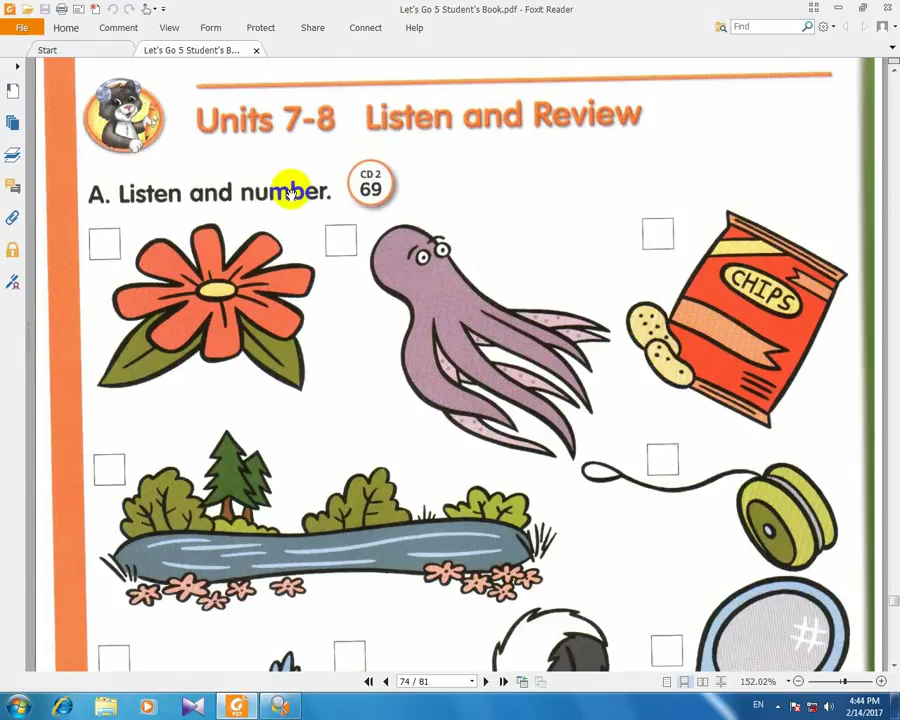 Let's Go 5 Student's Book.pdf - Foxit Reader
File Home Comment View Form Protect Share Connect Help
Find
Start Let's Go 5 Student's B...
Units 7-8 Listen and Review
A. Listen and number.
CD 2
69
CHIPS
74 / 81
152.02%
EN
4:44 PM
2/14/2017